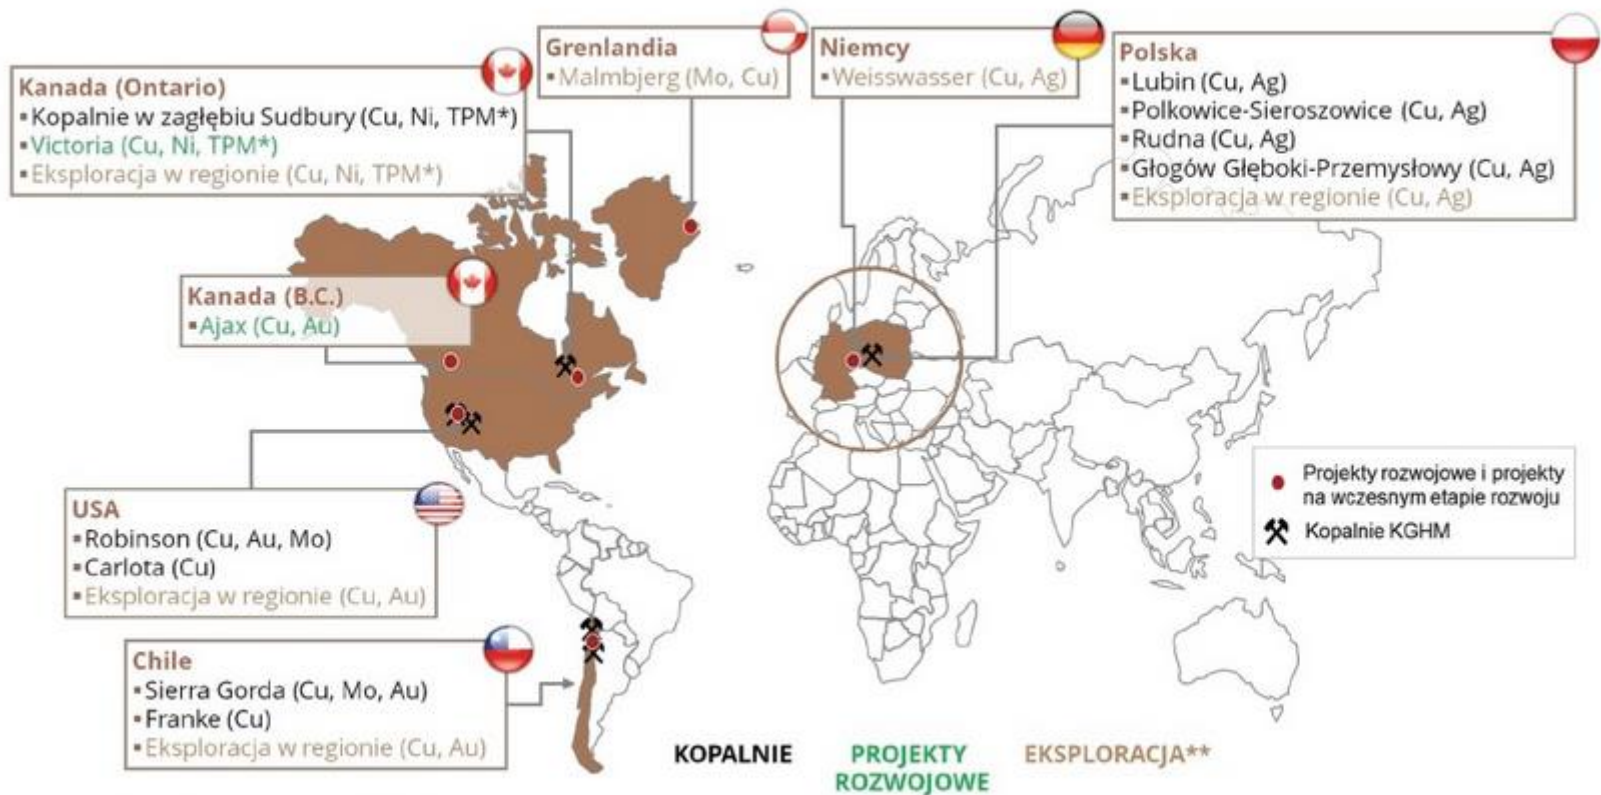 Kanada (Ontario)
▪Kopalnie w zagłębiu Sudbury (Cu, Ni, TPM*)
▪Victoria (Cu, Ni, TPM*)
▪Eksploracja w regionie (Cu, Ni, TPM*)
Grenlandia
▪Malmbjerg (Mo, Cu)
Niemcy
▪Weisswasser (Cu, Ag)
Polska
▪Lubin (Cu, Ag)
▪Polkowice-Sieroszowice (Cu, Ag)
▪Rudna (Cu, Ag)
▪Głogów Głęboki-Przemysłowy (Cu, Ag)
▪Eksploracja w regionie (Cu, Ag)
Kanada (B.C.)
▪Ajax (Cu, Au)
USA
▪Robinson (Cu, Au, Mo)
▪Carlota (Cu)
▪Eksploracja w regionie (Cu, Au)
Chile
▪Sierra Gorda (Cu, Mo, Au)
▪Franke (Cu)
▪Eksploracja w regionie (Cu, Au)
Projekty rozwojowe i projekty
na wczesnym etapie rozwoju
Kopalnie KGHM
KOPALNIE
PROJEKTY
ROZWOJOWE
EKSPLORACJA**